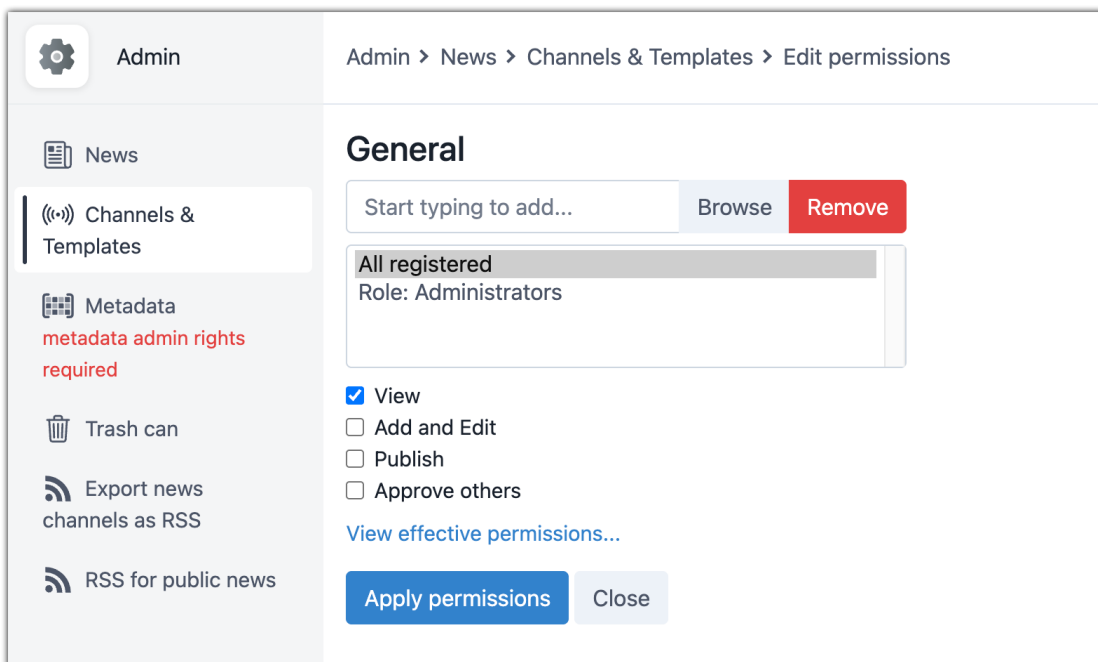 Admin
Admin > News > Channels & Templates > Edit permissions
News
Channels &
Templates
Metadata
metadata admin rights
required
Trash can
Export news
channels as RSS
RSS for public news
General
Start typing to add...
Browse
Remove
All registered
Role: Administrators
View
Add and Edit
Publish
Approve others
View effective permissions...
Apply permissions
Close